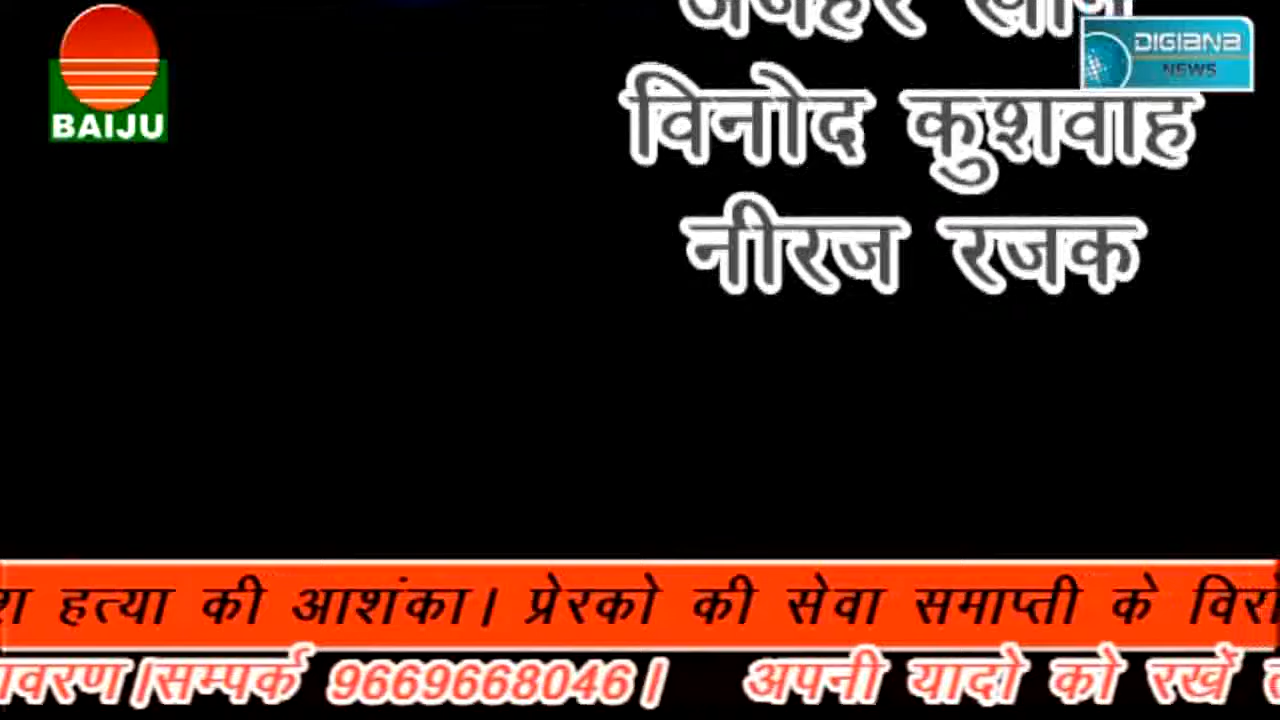 BAIJU
DIGIANA
NEWS
विनोद कुशवाह
नीरज रजक
हत्या की आशंका। प्रेरको की सेवा समाप्ती के
सम्पर्क 9669668046। अपनी यादो को रखें